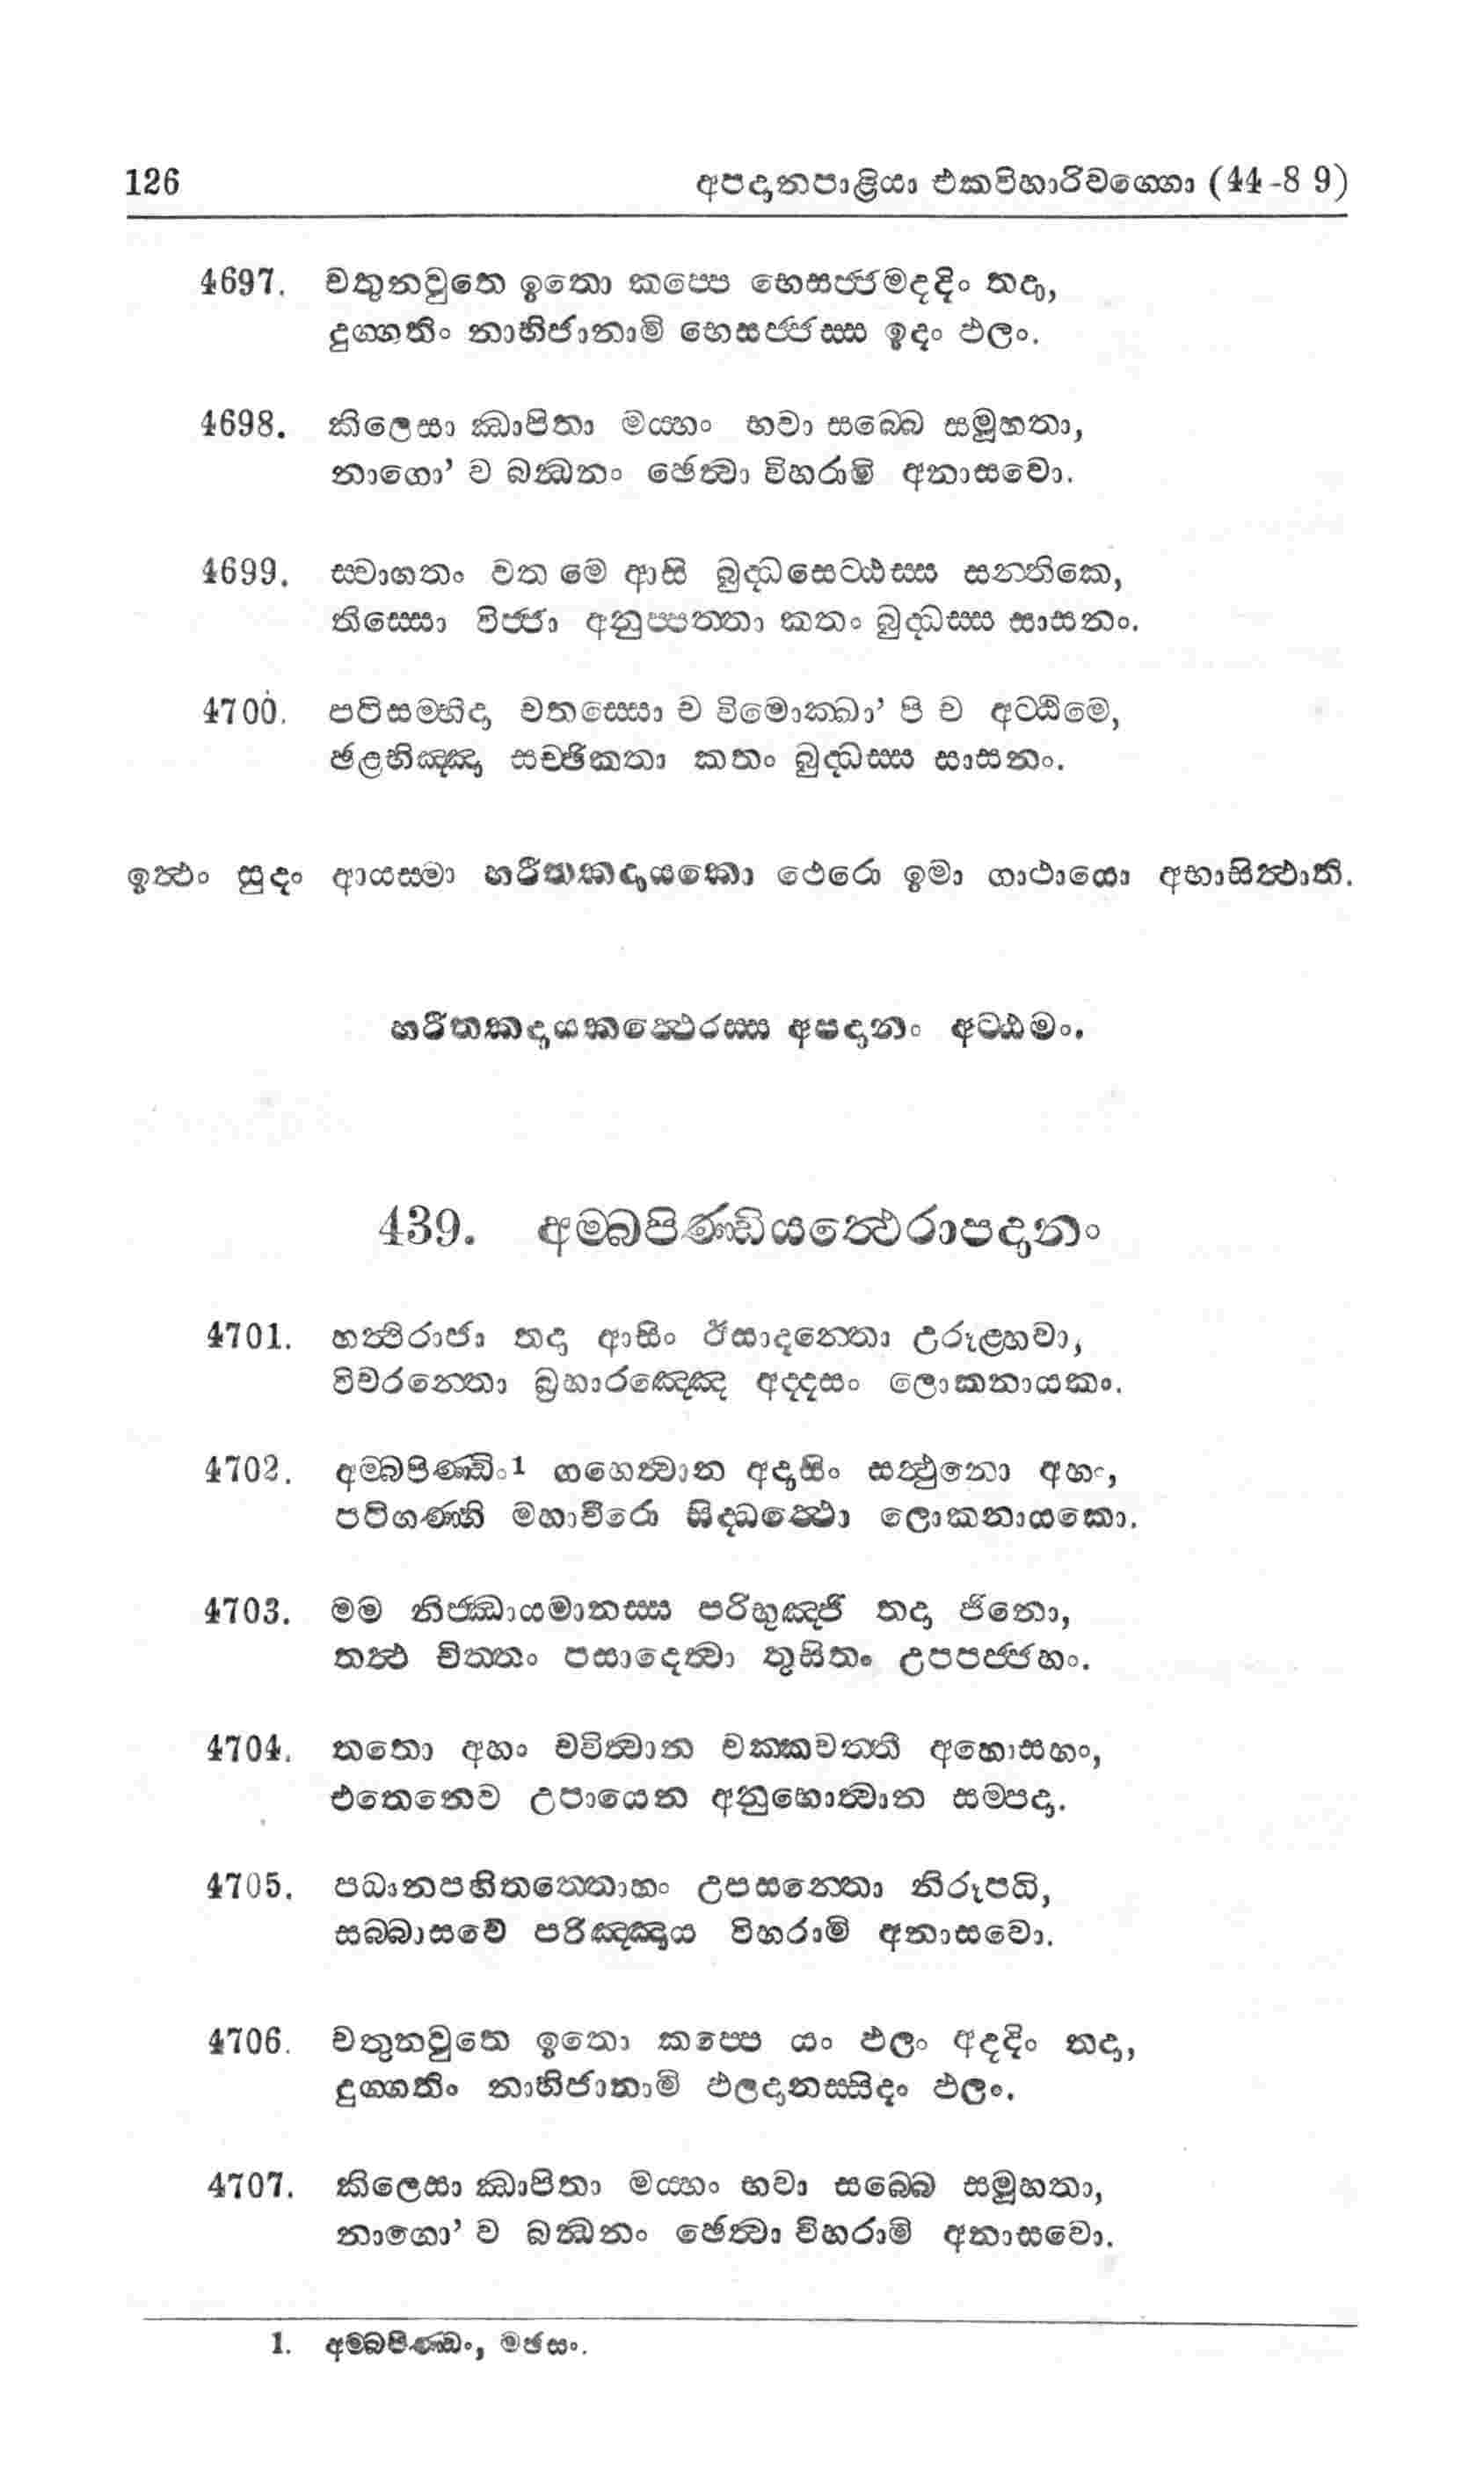 126 අපදානපාළියා එකවිහාරිවග්ගො (44-8 9)
4697. චතුනවුතෙ ඉතො කප්පෙ භෙසජ්ජමදදිං තදා,
දුග්ගතිං නාභිජානාමි භෙසජ්ජස්ස ඉදං ඵලං.
4698. කිලෙසා ඣාපිතා මය්හං භවා සබ්බෙ සමූහතා,
නාගො’ ව බන්ධනං ඡෙත්වා විහරාමි අනාසවො.
4699. ස්වාගතං වත මෙ ආසි බුද්ධසෙට්ඨස්ස සන්තිකෙ,
තිස්සො විජ්ජා අනුප්පත්තා කතං බුද්ධස්ස සාසනං.
4700. පටිසම්භිදා චතස්සො ච විමොක්ඛා’ පි ච අට්ඨිමෙ,
ඡළභිඤ්ඤා සච්ඡිකතා කතං බුද්ධස්ස සාසනං.
ඉත්ථං සුදං ආයස්මා හරීතකදායකො ථෙරො ඉමා ගාථායො අභාසිත්ථාති.
හරීතකදායකත්ථෙරස්ස අපදානං අට්ඨමං.
439. අම්බපිණ්ඩියත්ථෙරාපදානං
4701. හත්ථිරාජා තදා ආසිං ඊසාදන්තො උරූළ්හවා,
විචරන්තො බ්‍රහාරඤ්ඤෙ අද්දසං ලොකනායකං.
4702. අම්බපිණ්ඩිං1 ගහෙත්වාන අදාසිං සත්ථුනො අහං,
පටිගණ්හි මහාවීරො සිද්ධත්ථො ලොකනායකො.
4703. මම නිජ්ඣායමානස්ස පරිභුඤ්ජි තදා ජිනො,
තත්ථ චිත්තං පසාදෙත්වා තුසිතං උපපජ්ජහං.
4704. තතො අහං චවිත්වාන චක්කවත්තී අහොසහං,
එතෙනෙව උපායෙන අනුභොත්වාන සම්පදා.
4705. පධානපහිතත්තොහං උපසන්තො නිරූපධි,
සබ්බාසවෙ පරිඤ්ඤාය විහරාමි අනාසවො.
4706. චතුනවුතෙ ඉතො කප්පෙ යං ඵලං අදදිං තදා,
දුග්ගතිං නාභිජානාමි ඵලදානස්සිදං ඵලං.
4707. කිලෙසා ඣාපිතා මය්හං භවා සබ්බෙ සමූහතා,
නාගො’ ව බන්ධනං ඡෙත්වා විහරාමි අනාසවො.
1. අම්බපිණ්ඩං, මඡසං.